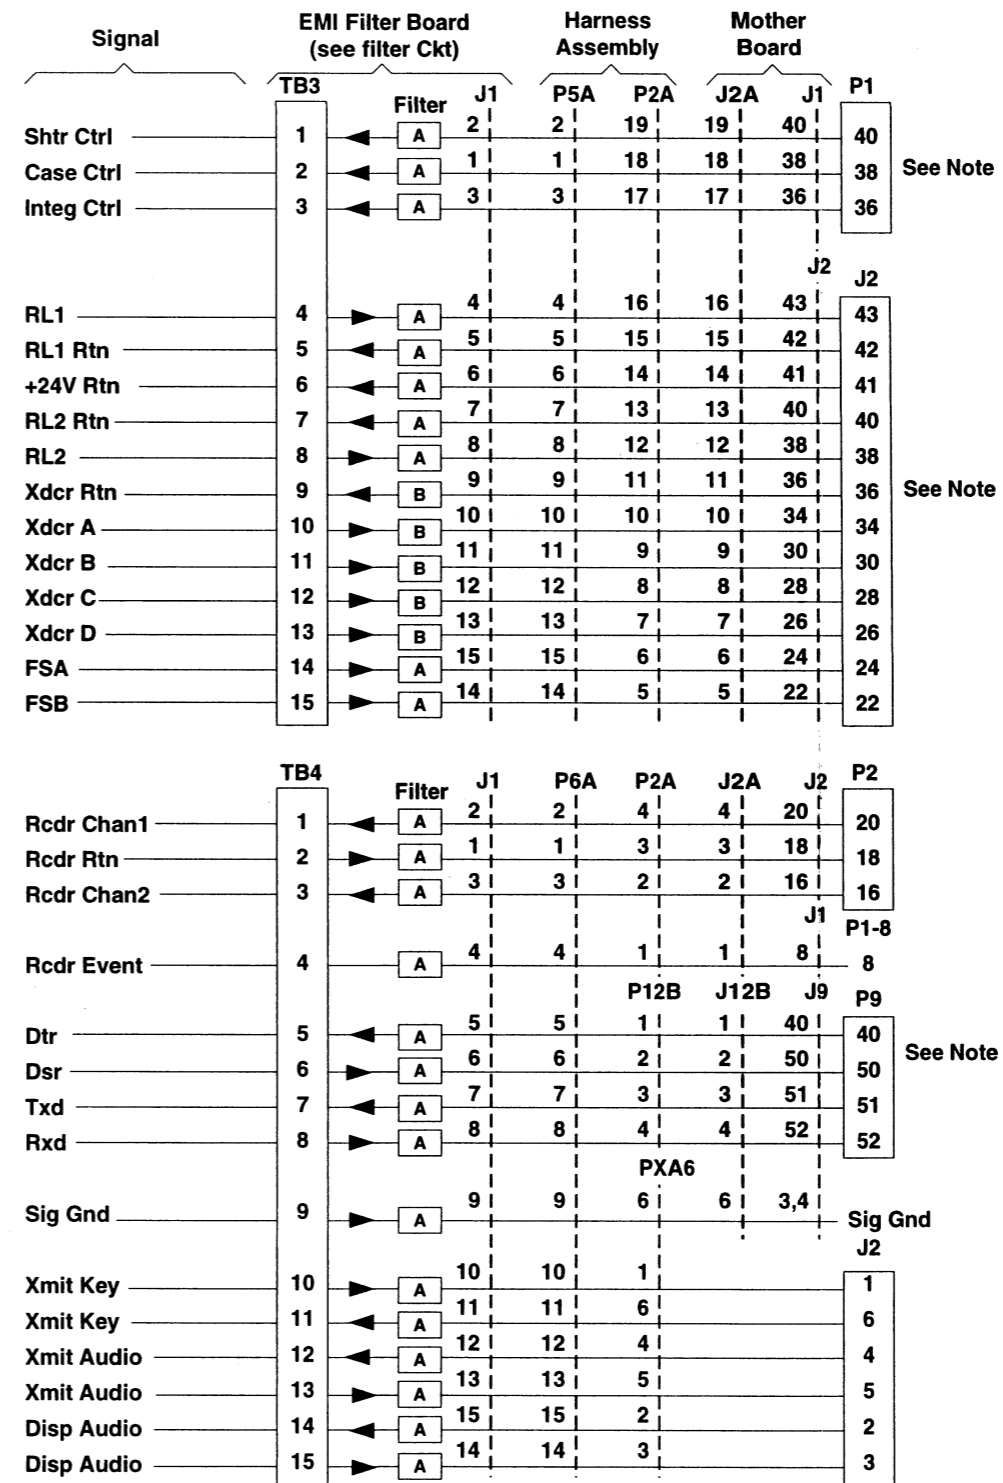 Signal EMI Filter Board Harness Mother
(see filter Ckt) Assembly Board
TB3 Filter J1 P5A P2A J2A J1 P1
Shtr Ctrl 1 A 2 2 19 19 40 40
Case Ctrl 2 A 1 1 18 18 38 38 See Note
Integ Ctrl 3 A 3 3 17 17 36 36
J2 J2
RL1 4 A 4 4 16 16 43 43
RL1 Rtn 5 A 5 5 15 15 42 42
+24V Rtn 6 A 6 6 14 14 41 41
RL2 Rtn 7 A 7 7 13 13 40 40
RL2 8 A 8 8 12 12 38 38
Xdcr Rtn 9 B 9 9 11 11 36 36 See Note
Xdcr A 10 B 10 10 10 10 34 34
Xdcr B 11 B 11 11 9 9 30 30
Xdcr C 12 B 12 12 8 8 28 28
Xdcr D 13 B 13 13 7 7 26 26
FSA 14 A 15 15 6 6 24 24
FSB 15 A 14 14 5 5 22 22
TB4 Filter J1 P6A P2A J2A J2 P2
Rcdr Chan1 1 A 2 2 4 4 20 20
Rcdr Rtn 2 A 1 1 3 3 18 18
Rcdr Chan2 3 A 3 3 2 2 16 16
J1 P1-8
Rcdr Event 4 A 4 4 1 1 8 8
P12B J12B J9 P9
Dtr 5 A 5 5 1 1 40 40 See Note
Dsr 6 A 6 6 2 2 50 50
Txd 7 A 7 7 3 3 51 51
Rxd 8 A 8 8 4 4 52 52
PXA6
Sig Gnd 9 A 9 9 6 6 3,4 Sig Gnd
J2
Xmit Key 10 A 10 10 1 1
Xmit Key 11 A 11 11 6 6
Xmit Audio 12 A 12 12 4 4
Xmit Audio 13 A 13 13 5 5
Disp Audio 14 A 15 15 2 2
Disp Audio 15 A 14 14 3 3